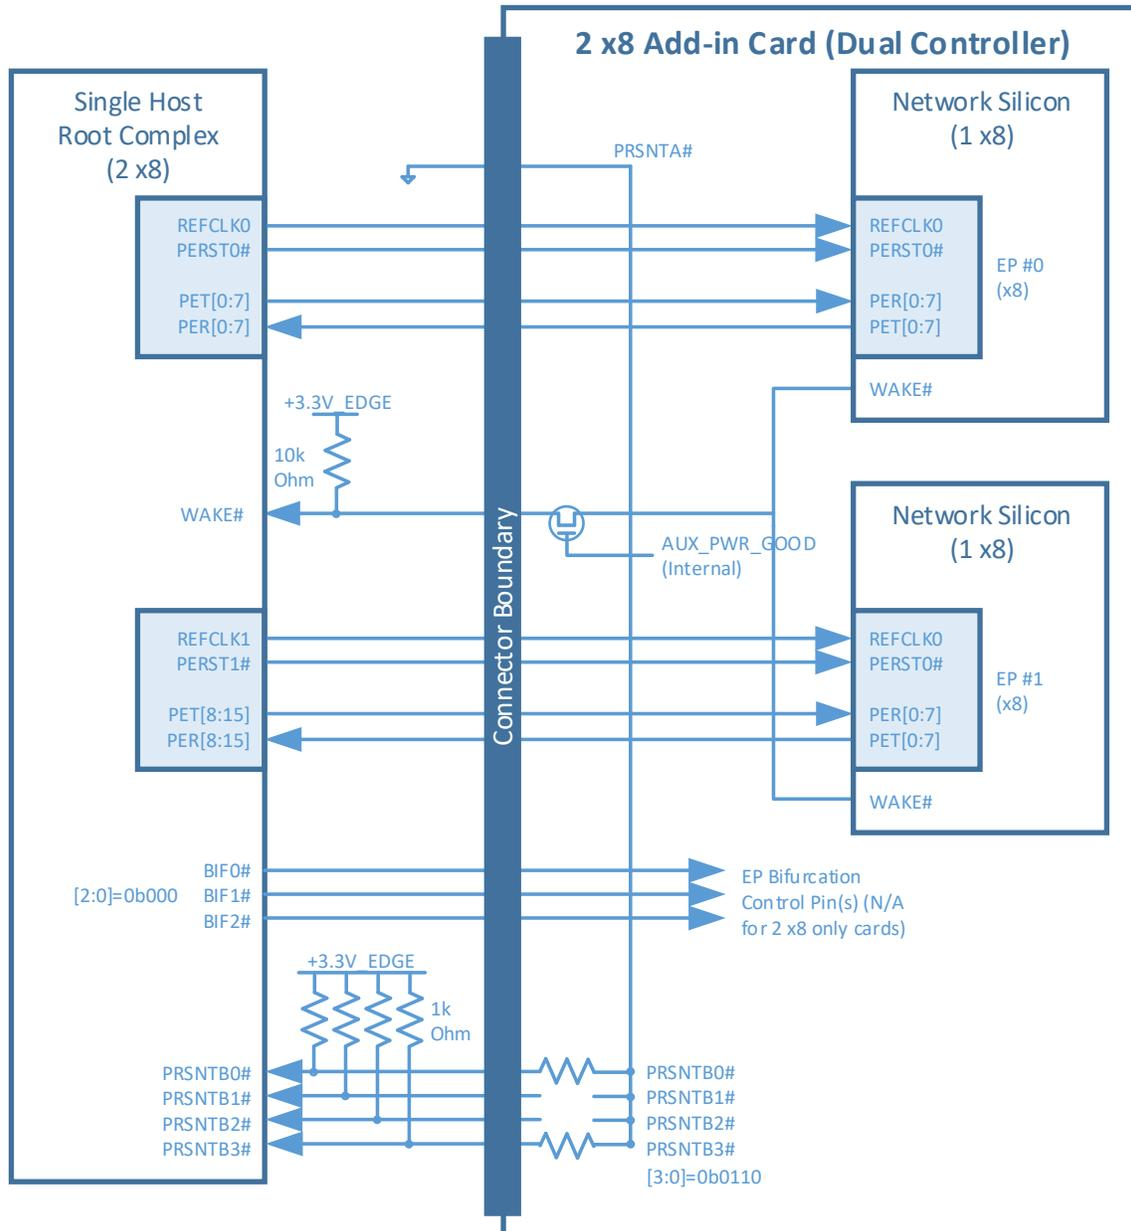 2 x8 Add-in Card (Dual Controller)
Single Host
Root Complex
(2 x8)
Network Silicon
(1 x8)
PRSNTA#
REFCLK0
PERST0#
PET[0:7]
PER[0:7]
REFCLK0
PERST0#
PER[0:7]
PET[0:7]
EP #0
(x8)
WAKE#
+3.3V_EDGE
10k
Ohm
WAKE#
Connector Boundary
AUX_PWR_GOOD
(Internal)
Network Silicon
(1 x8)
REFCLK1
PERST1#
PET[8:15]
PER[8:15]
REFCLK0
PERST0#
PER[0:7]
PET[0:7]
EP #1
(x8)
WAKE#
BIF0#
[2:0]=0b000 BIF1#
BIF2#
EP Bifurcation
Control Pin(s) (N/A
for 2 x8 only cards)
+3.3V_EDGE
1k
Ohm
PRSNTB0#
PRSNTB1#
PRSNTB2#
PRSNTB3#
PRSNTB0#
PRSNTB1#
PRSNTB2#
PRSNTB3#
[3:0]=0b0110